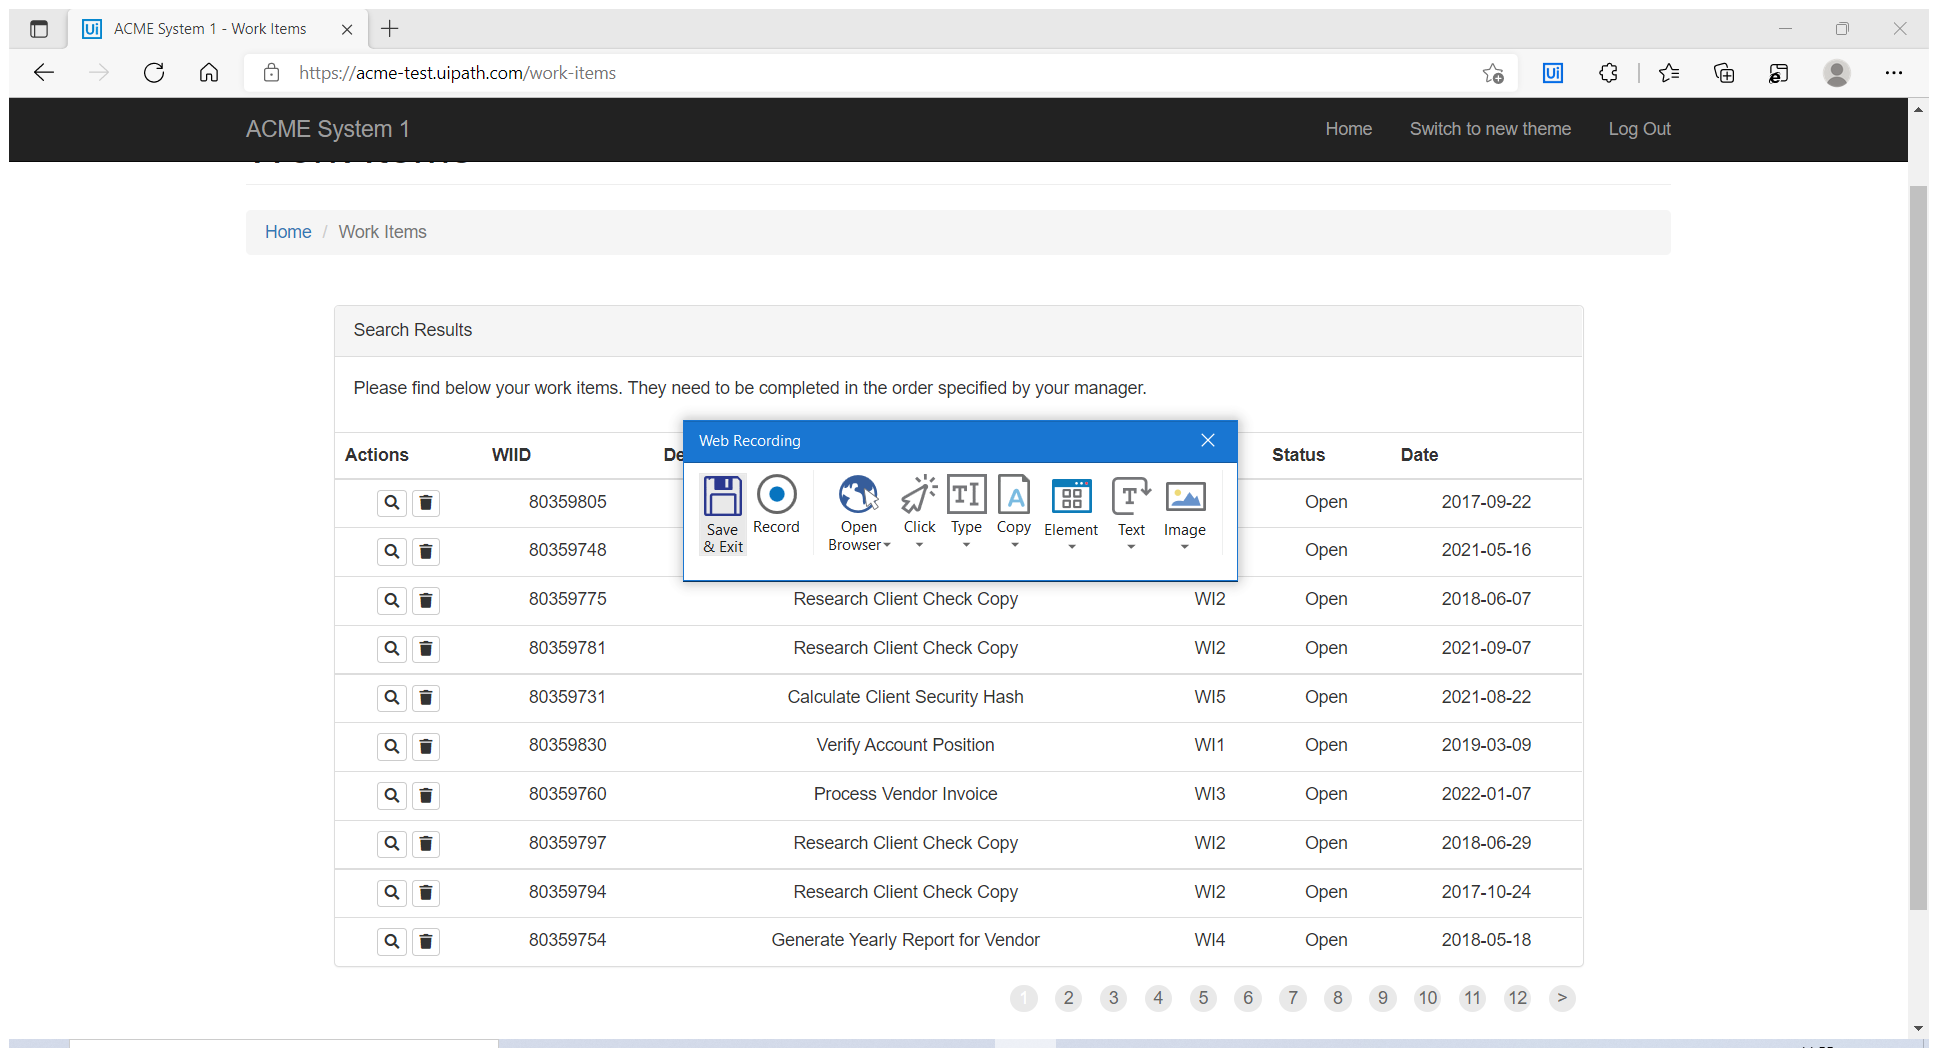 ACME System 1 - Work Items
https://acme-test.uipath.com/work-items
ACME System 1 Home Switch to new theme Log Out
Home / Work Items
Search Results
Please find below your work items. They need to be completed in the order specified by your manager.
Web Recording
Actions WIID De Status Date
Save & Exit Record Open Browser Click Type Copy Element Text Image
80359805 Open 2017-09-22
80359748 Open 2021-05-16
80359775 Research Client Check Copy WI2 Open 2018-06-07
80359781 Research Client Check Copy WI2 Open 2021-09-07
80359731 Calculate Client Security Hash WI5 Open 2021-08-22
80359830 Verify Account Position WI1 Open 2019-03-09
80359760 Process Vendor Invoice WI3 Open 2022-01-07
80359797 Research Client Check Copy WI2 Open 2018-06-29
80359794 Research Client Check Copy WI2 Open 2017-10-24
80359754 Generate Yearly Report for Vendor WI4 Open 2018-05-18
1 2 3 4 5 6 7 8 9 10 11 12 >